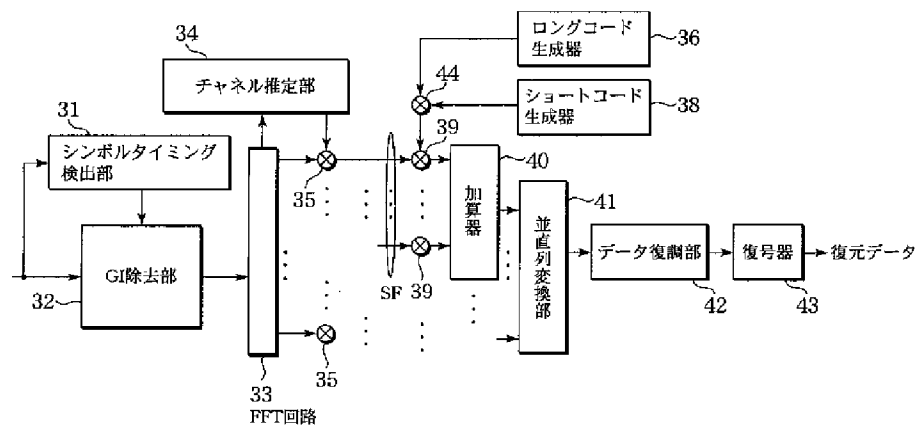 34
チャネル推定部
ロングコード
生成器
36
44
ショートコード
生成器
38
31
シンボルタイミング
検出部
35
39
40
加算器
41
並直列変換部
GI除去部
32
SF
39
データ復調部
42
復号器
43
復元データ
35
33
FFT回路